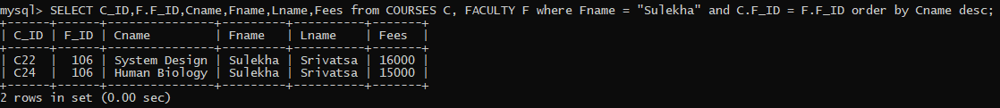 mysql> SELECT C_ID,F.F_ID,Cname,Fname,Lname,Fees from COURSES C, FACULTY F where Fname = "Sulekha" and C.F_ID = F.F_ID order by Cname desc;
+------+------+---------------+---------+----------+-------+
| C_ID | F_ID | Cname         | Fname   | Lname    | Fees  |
+------+------+---------------+---------+----------+-------+
| C22  |  106 | System Design | Sulekha | Srivatsa | 16000 |
| C24  |  106 | Human Biology | Sulekha | Srivatsa | 15000 |
+------+------+---------------+---------+----------+-------+
2 rows in set (0.00 sec)